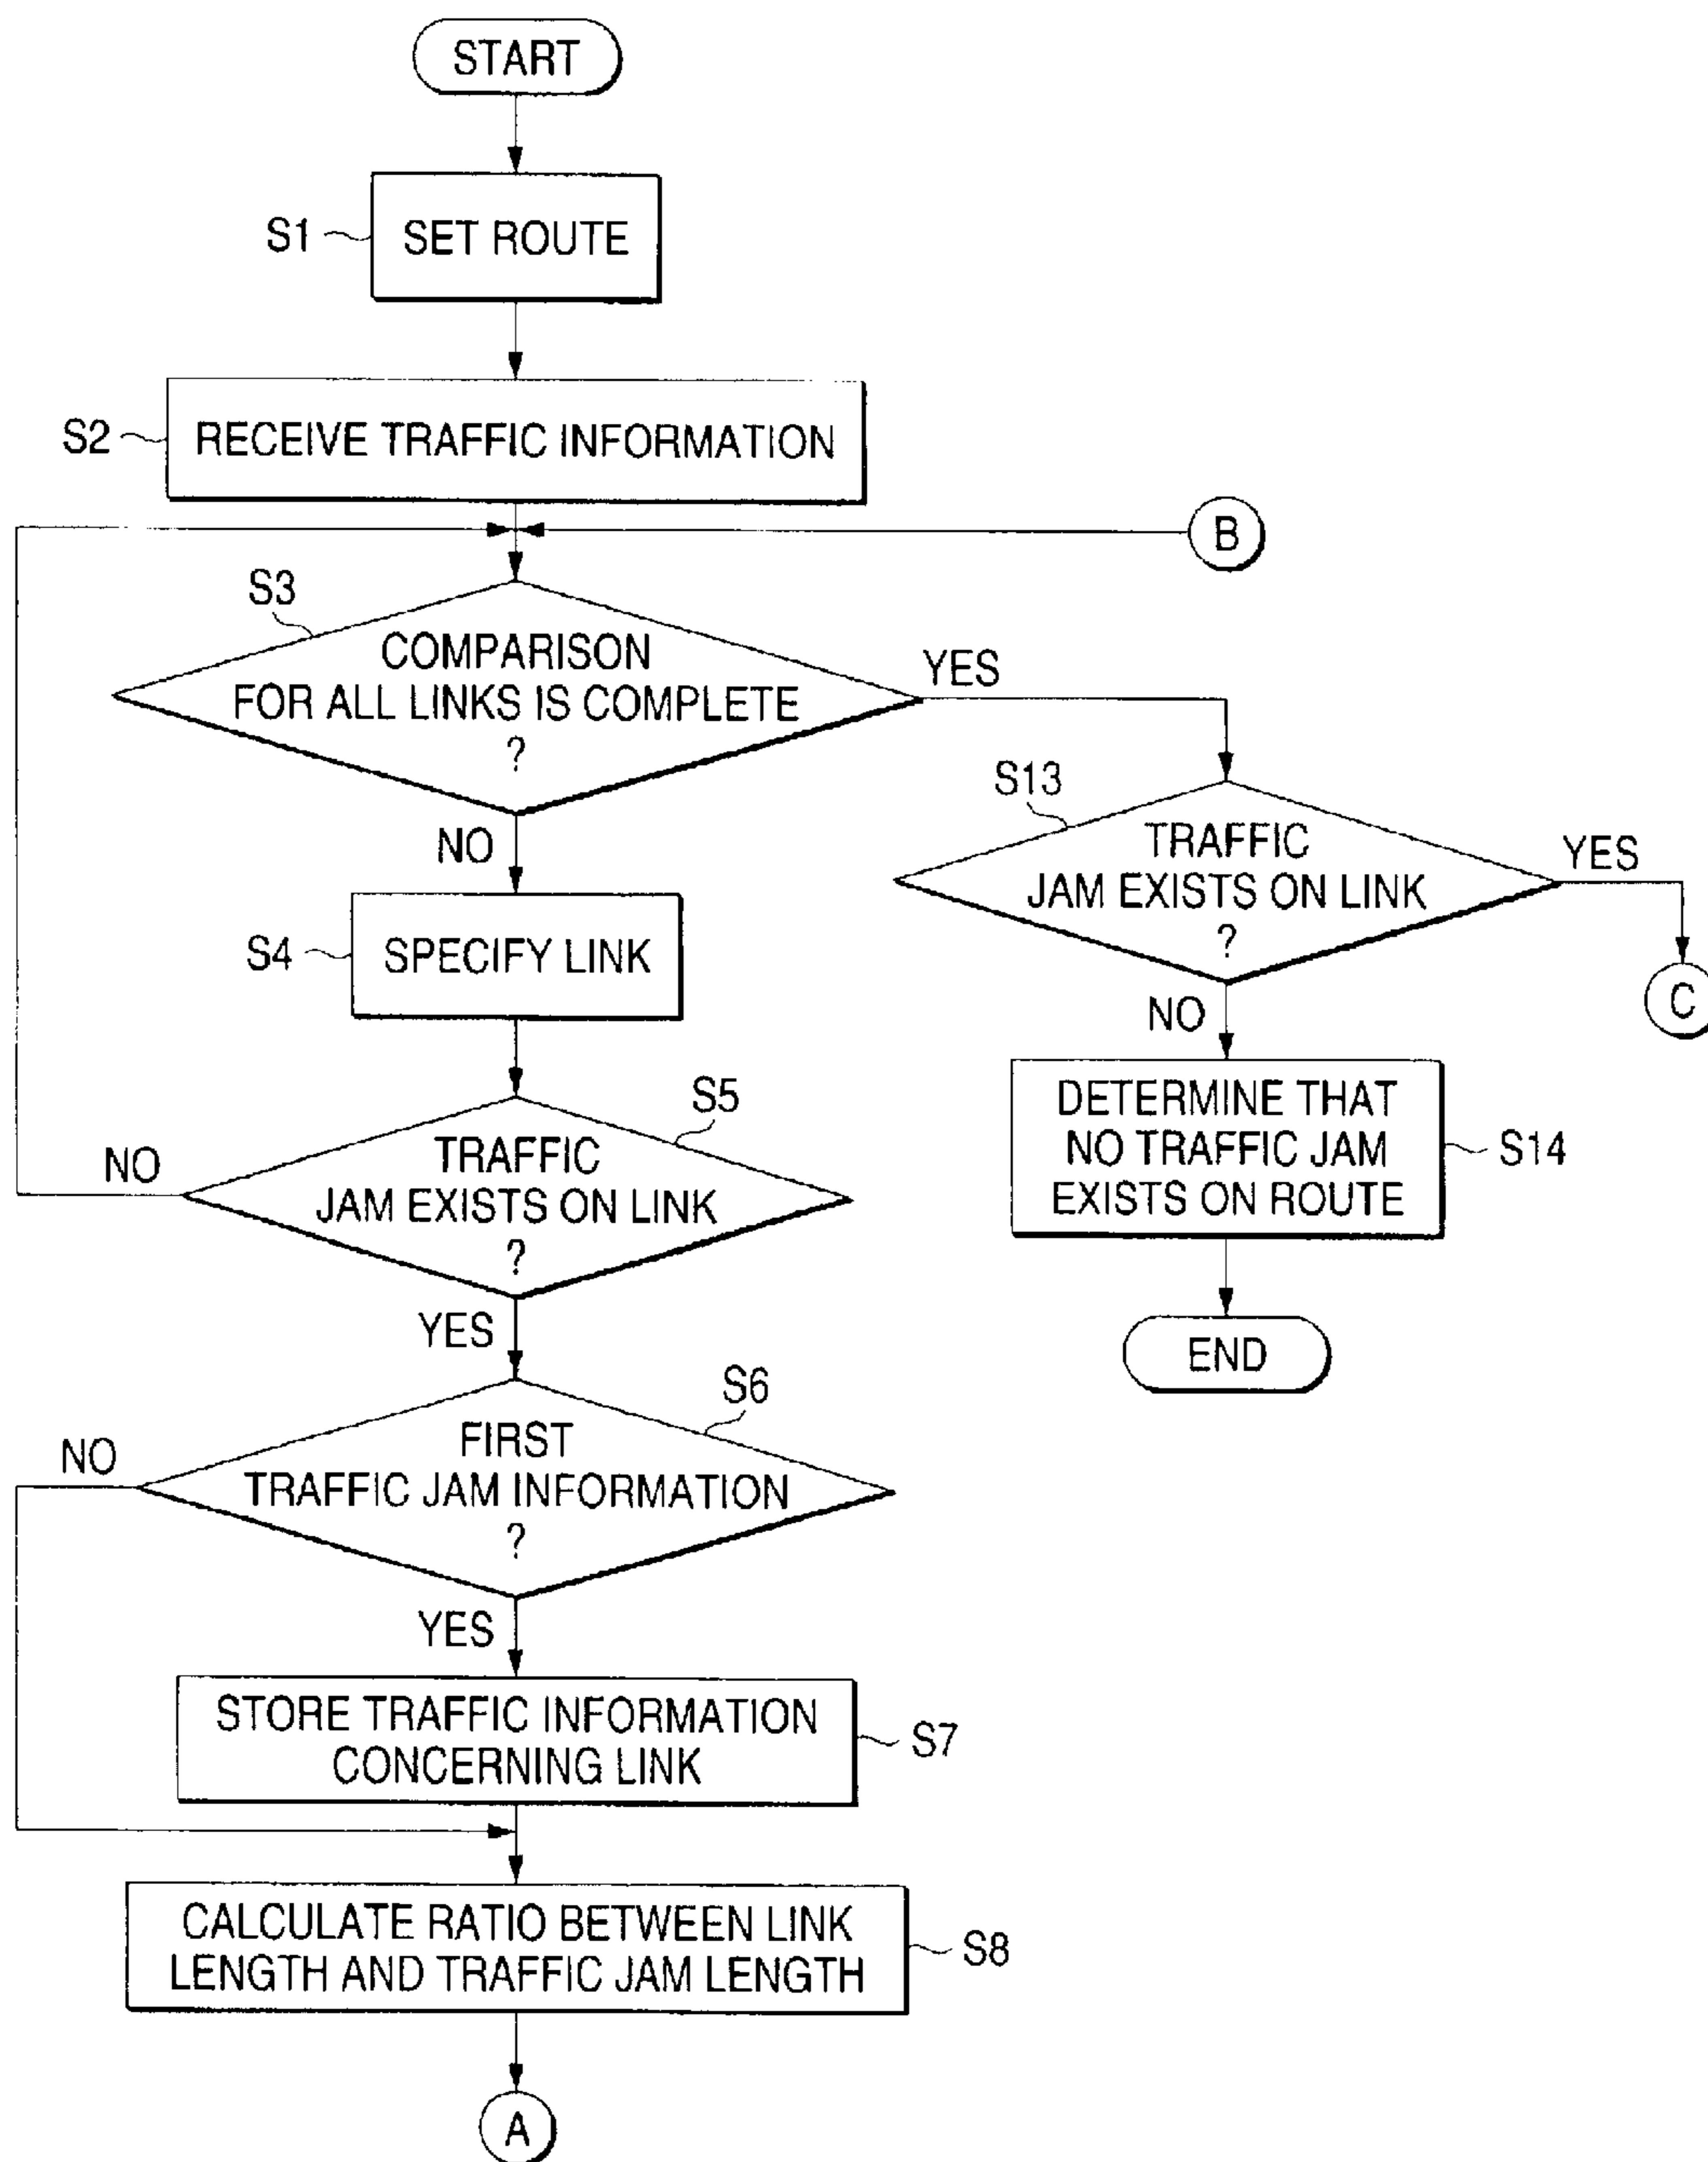 START
S1
SET ROUTE
S2
RECEIVE TRAFFIC INFORMATION
B
S3
COMPARISON
FOR ALL LINKS IS COMPLETE
?
YES
NO
S13
TRAFFIC
JAM EXISTS ON LINK
?
YES
C
NO
S4
SPECIFY LINK
DETERMINE THAT
NO TRAFFIC JAM
EXISTS ON ROUTE
S14
END
S5
TRAFFIC
JAM EXISTS ON LINK
?
NO
YES
S6
FIRST
TRAFFIC JAM INFORMATION
?
NO
YES
STORE TRAFFIC INFORMATION
CONCERNING LINK
S7
CALCULATE RATIO BETWEEN LINK
LENGTH AND TRAFFIC JAM LENGTH
S8
A